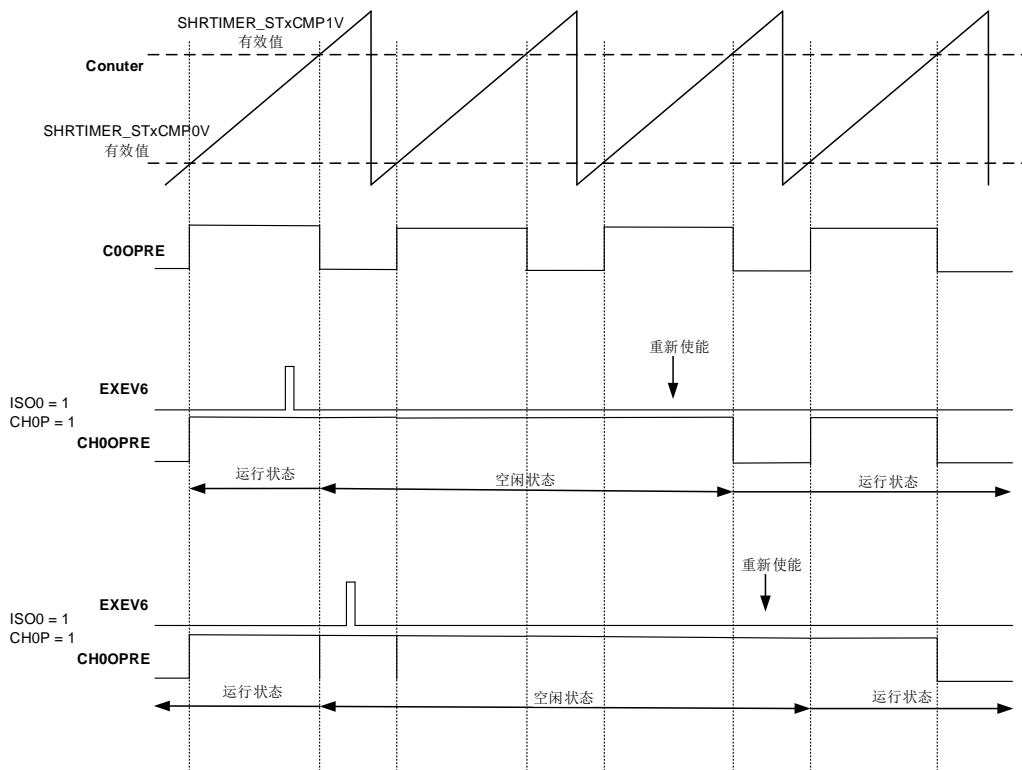 SHRTIMER_STxCMP1V
有效值
Conuter
SHRTIMER_STxCMP0V
有效值
C0OPRE
重新使能
EXEV6
ISO0 = 1
CH0P = 1
CH0OPRE
运行状态
空闲状态
运行状态
重新使能
EXEV6
ISO0 = 1
CH0P = 1
CH0OPRE
运行状态
空闲状态
运行状态